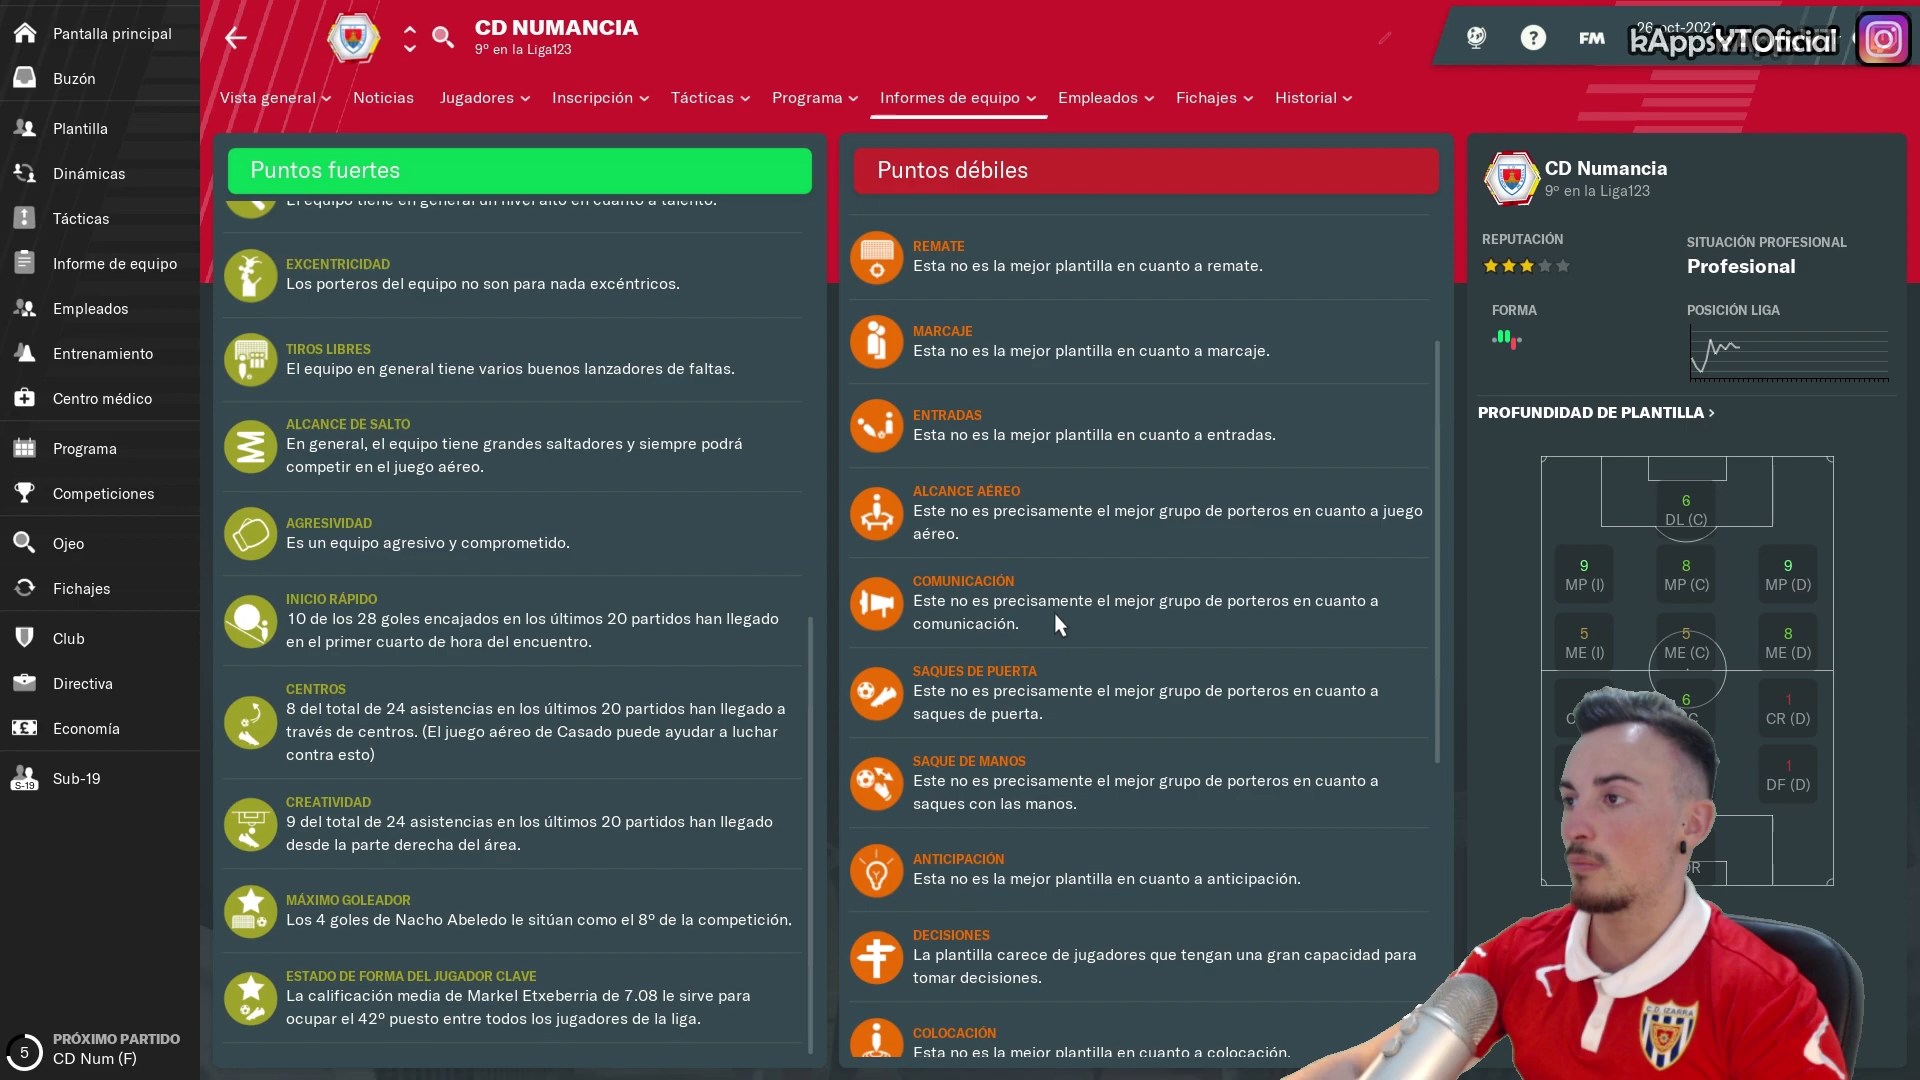 Pantalla principal
Buzón
Plantilla
Dinámicas
Tácticas
Informe de equipo
Empleados
Entrenamiento
Centro médico
Programa
Competiciones
Ojeo
Fichajes
Club
Directiva
Economía
S-19
Sub-19
5
PRÓXIMO PARTIDO
CD Num (F)
CD NUMANCIA
9º en la Liga123
FM
26 oct-2021
kAppsYTOficial
Vista general
Noticias
Jugadores
Inscripción
Tácticas
Programa
Informes de equipo
Empleados
Fichajes
Historial
Puntos fuertes
El equipo tiene en general un nivel alto en cuanto a talento.
EXCENTRICIDAD
Los porteros del equipo no son para nada excéntricos.
TIROS LIBRES
El equipo en general tiene varios buenos lanzadores de faltas.
ALCANCE DE SALTO
En general, el equipo tiene grandes saltadores y siempre podrá
competir en el juego aéreo.
AGRESIVIDAD
Es un equipo agresivo y comprometido.
INICIO RÁPIDO
10 de los 28 goles encajados en los últimos 20 partidos han llegado
en el primer cuarto de hora del encuentro.
CENTROS
8 del total de 24 asistencias en los últimos 20 partidos han llegado a
través de centros. (El juego aéreo de Casado puede ayudar a luchar
contra esto)
CREATIVIDAD
9 del total de 24 asistencias en los últimos 20 partidos han llegado
desde la parte derecha del área.
MÁXIMO GOLEADOR
Los 4 goles de Nacho Abeledo le sitúan como el 8º de la competición.
ESTADO DE FORMA DEL JUGADOR CLAVE
La calificación media de Markel Etxeberria de 7.08 le sirve para
ocupar el 42º puesto entre todos los jugadores de la liga.
Puntos débiles
REMATE
Esta no es la mejor plantilla en cuanto a remate.
MARCAJE
Esta no es la mejor plantilla en cuanto a marcaje.
ENTRADAS
Esta no es la mejor plantilla en cuanto a entradas.
ALCANCE AÉREO
Este no es precisamente el mejor grupo de porteros en cuanto a juego
aéreo.
COMUNICACIÓN
Este no es precisamente el mejor grupo de porteros en cuanto a
comunicación.
SAQUES DE PUERTA
Este no es precisamente el mejor grupo de porteros en cuanto a
saques de puerta.
SAQUE DE MANOS
Este no es precisamente el mejor grupo de porteros en cuanto a
saques con las manos.
ANTICIPACIÓN
Esta no es la mejor plantilla en cuanto a anticipación.
DECISIONES
La plantilla carece de jugadores que tengan una gran capacidad para
tomar decisiones.
COLOCACIÓN
Esta no es la mejor plantilla en cuanto a colocación.
CD Numancia
9º en la Liga123
REPUTACIÓN
SITUACIÓN PROFESIONAL
Profesional
FORMA
POSICIÓN LIGA
PROFUNDIDAD DE PLANTILLA
6
DL (C)
9
MP (I)
8
MP (C)
9
MP (D)
5
ME (I)
5
ME (C)
8
ME (D)
6
1
CR (D)
1
DF (D)
C.D. IZARRA